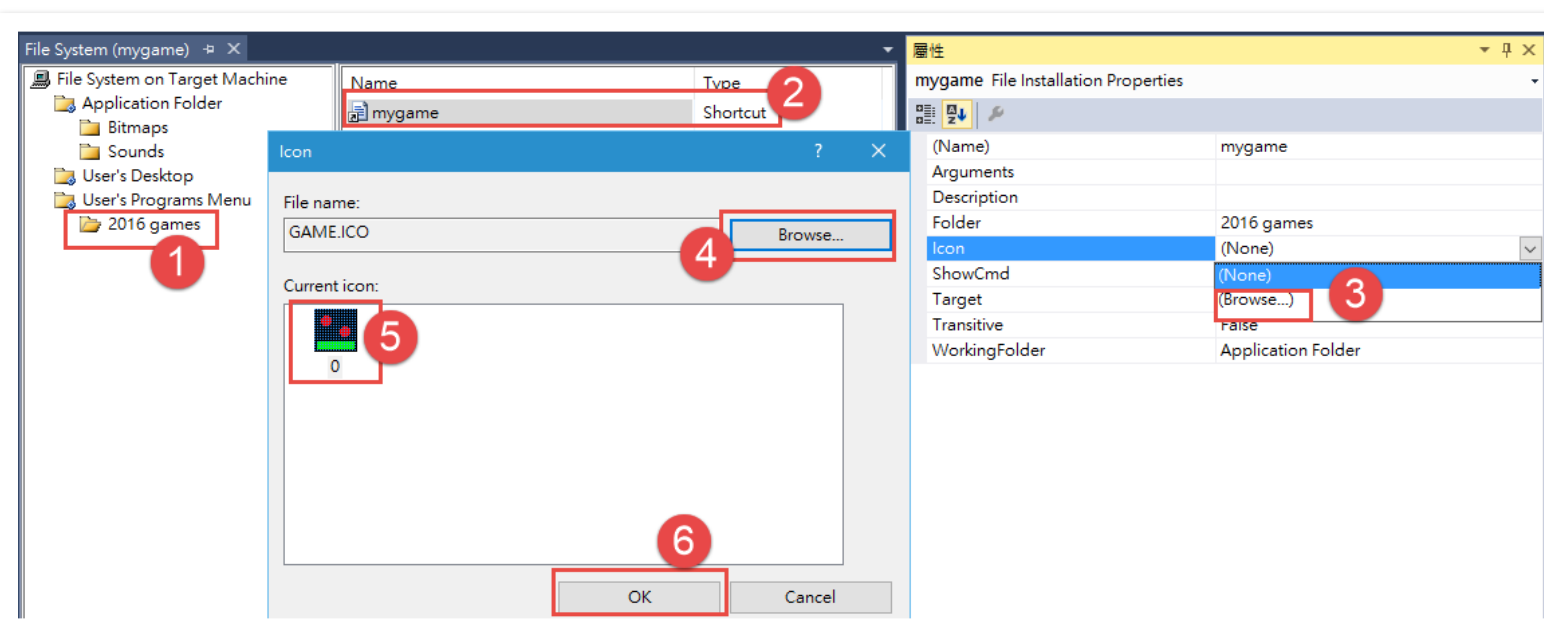 File System (mygame)
File System on Target Machine
Application Folder
Bitmaps
Sounds
User's Desktop
User's Programs Menu
2016 games
1
Name Type
mygame Shortcut
2
Icon ?
File name:
GAME.ICO
Browse...
4
Current icon:
0
5
6
OK Cancel
屬性
mygame File Installation Properties
(Name) mygame
Arguments
Description
Folder 2016 games
Icon (None)
ShowCmd (None)
Target (Browse...)
3
Transitive False
WorkingFolder Application Folder